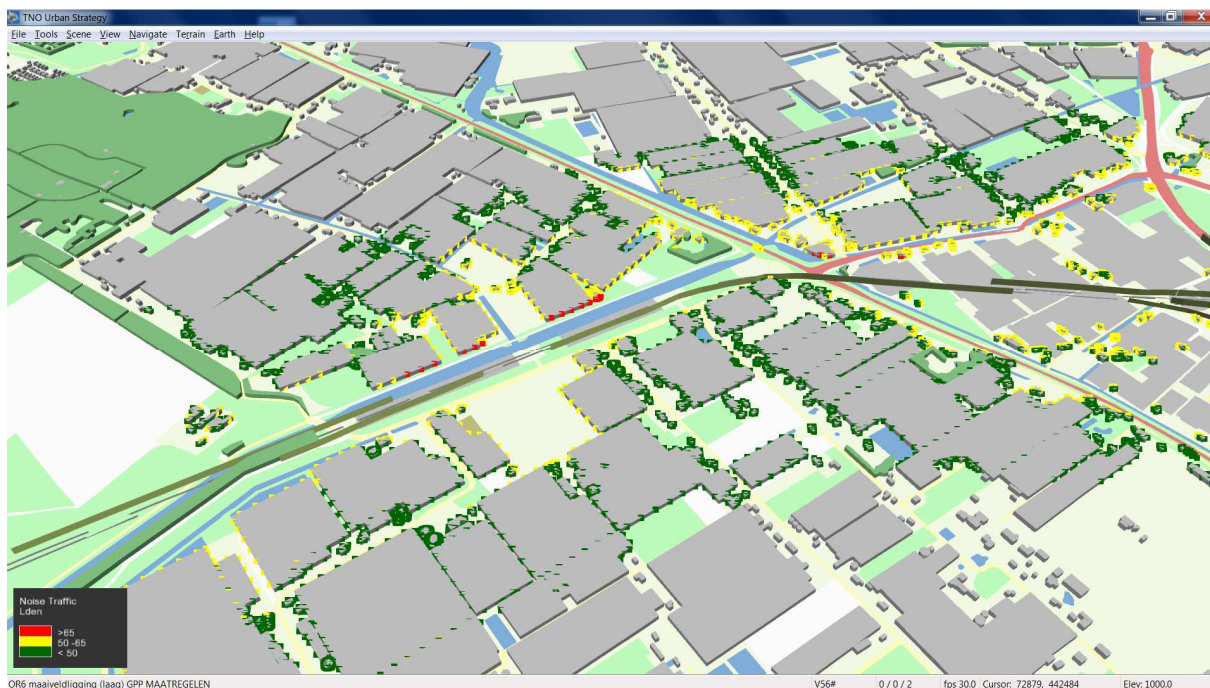 TNO Urban Strategy
File Tools Scene View Navigate Terrain Earth Help
Noise Traffic
Lden
>65
50 -65
< 50
OR6 maaiveldligging (laag) GPP MAATREGELEN V56# 0 / 0 / 2 fps 30.0 Cursor: 72879, 442484 Elev: 1000.0